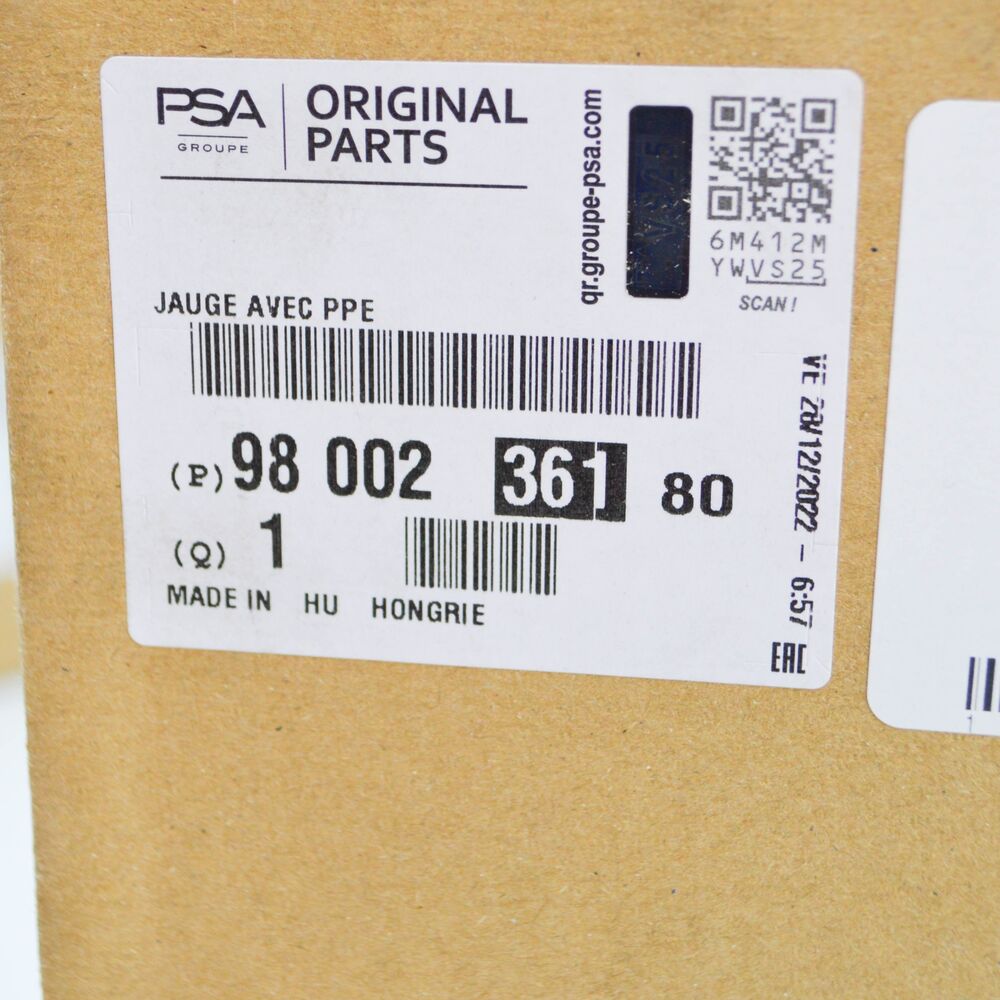 PSA
GROUPE
ORIGINAL
PARTS
qr.groupe-psa.com
6M412M
YWVS25
SCAN!
JAUGE AVEC PPE
(P) 98 002 361 80
(Q) 1
MADE IN HU HONGRIE
VE 12/2022 - 6:57
EAC
1